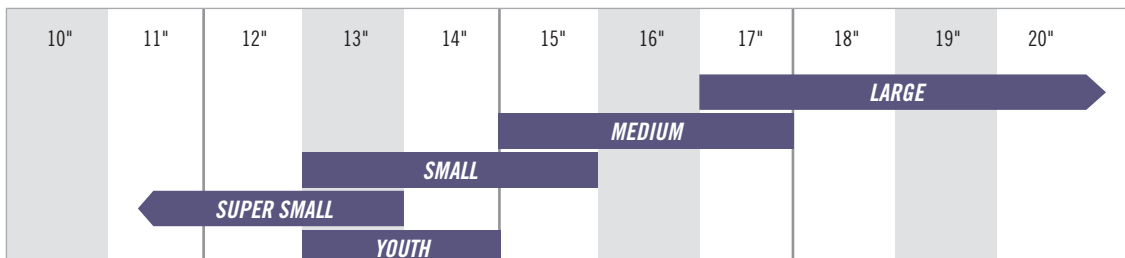 10" 11" 12" 13" 14" 15" 16" 17" 18" 19" 20"
LARGE
MEDIUM
SMALL
SUPER SMALL
YOUTH